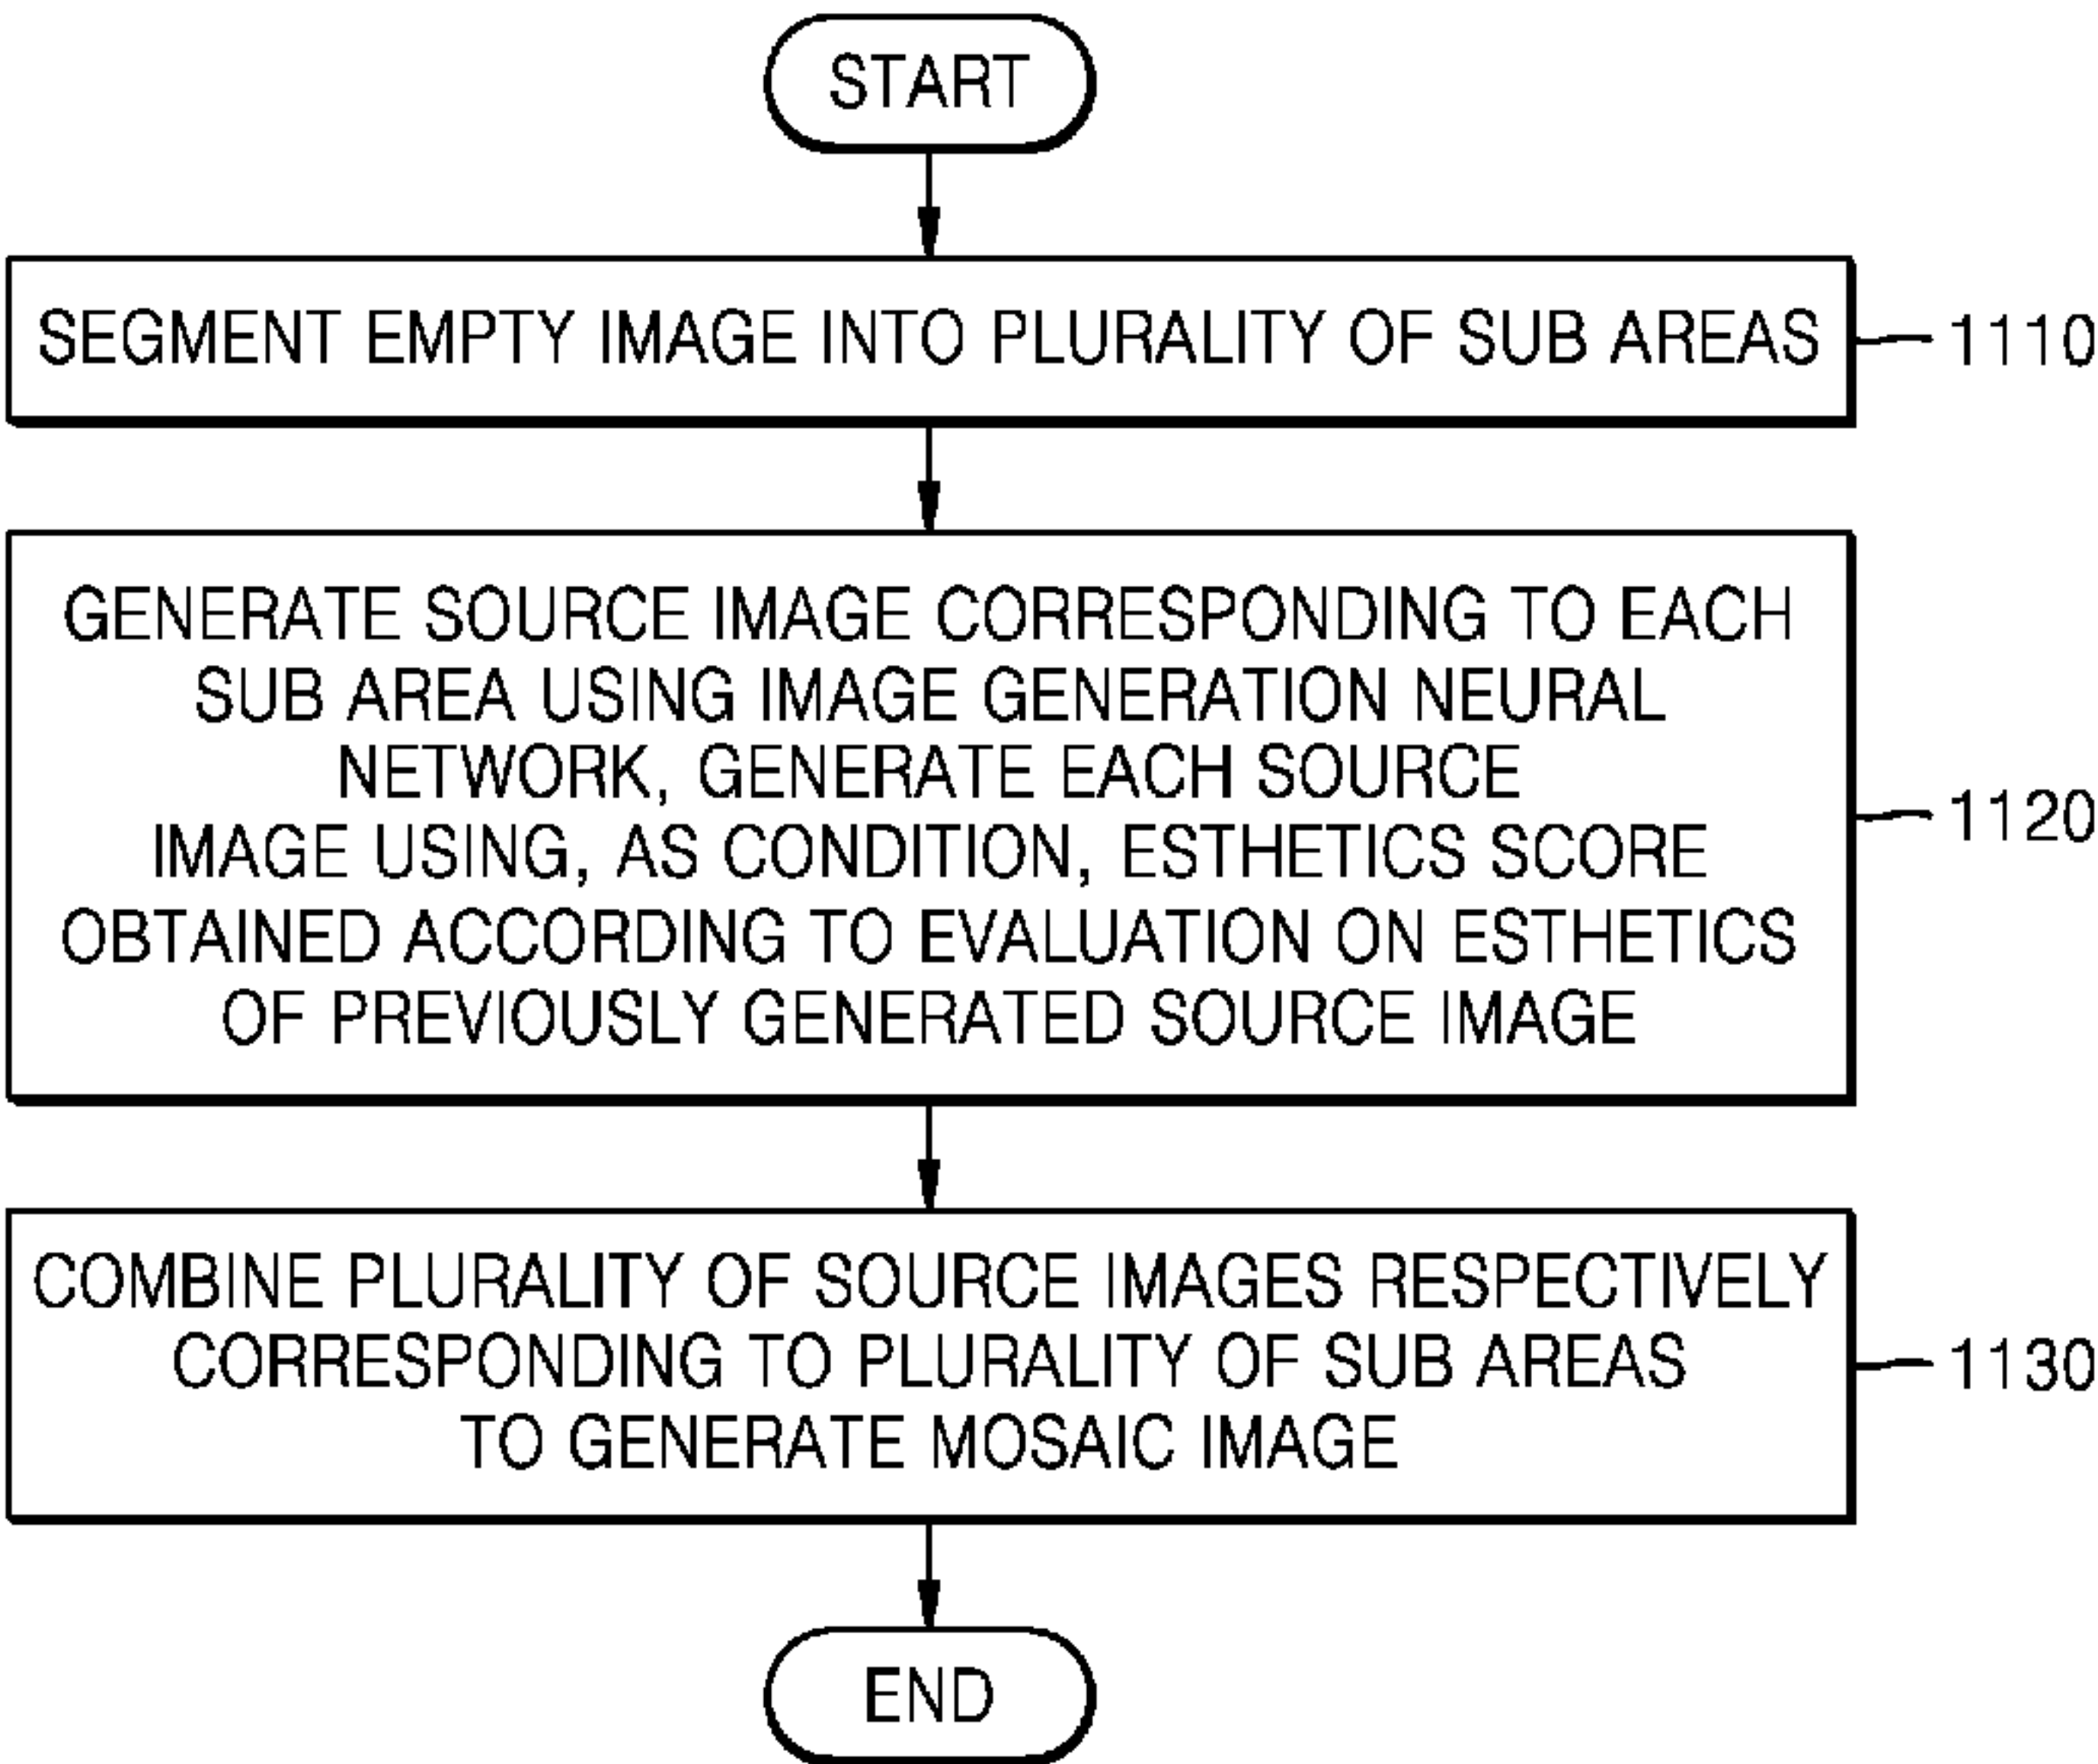 START
SEGMENT EMPTY IMAGE INTO PLURALITY OF SUB AREAS
1110
GENERATE SOURCE IMAGE CORRESPONDING TO EACH
SUB AREA USING IMAGE GENERATION NEURAL
NETWORK, GENERATE EACH SOURCE
IMAGE USING, AS CONDITION, ESTHETICS SCORE
OBTAINED ACCORDING TO EVALUATION ON ESTHETICS
OF PREVIOUSLY GENERATED SOURCE IMAGE
1120
COMBINE PLURALITY OF SOURCE IMAGES RESPECTIVELY
CORRESPONDING TO PLURALITY OF SUB AREAS
TO GENERATE MOSAIC IMAGE
1130
END